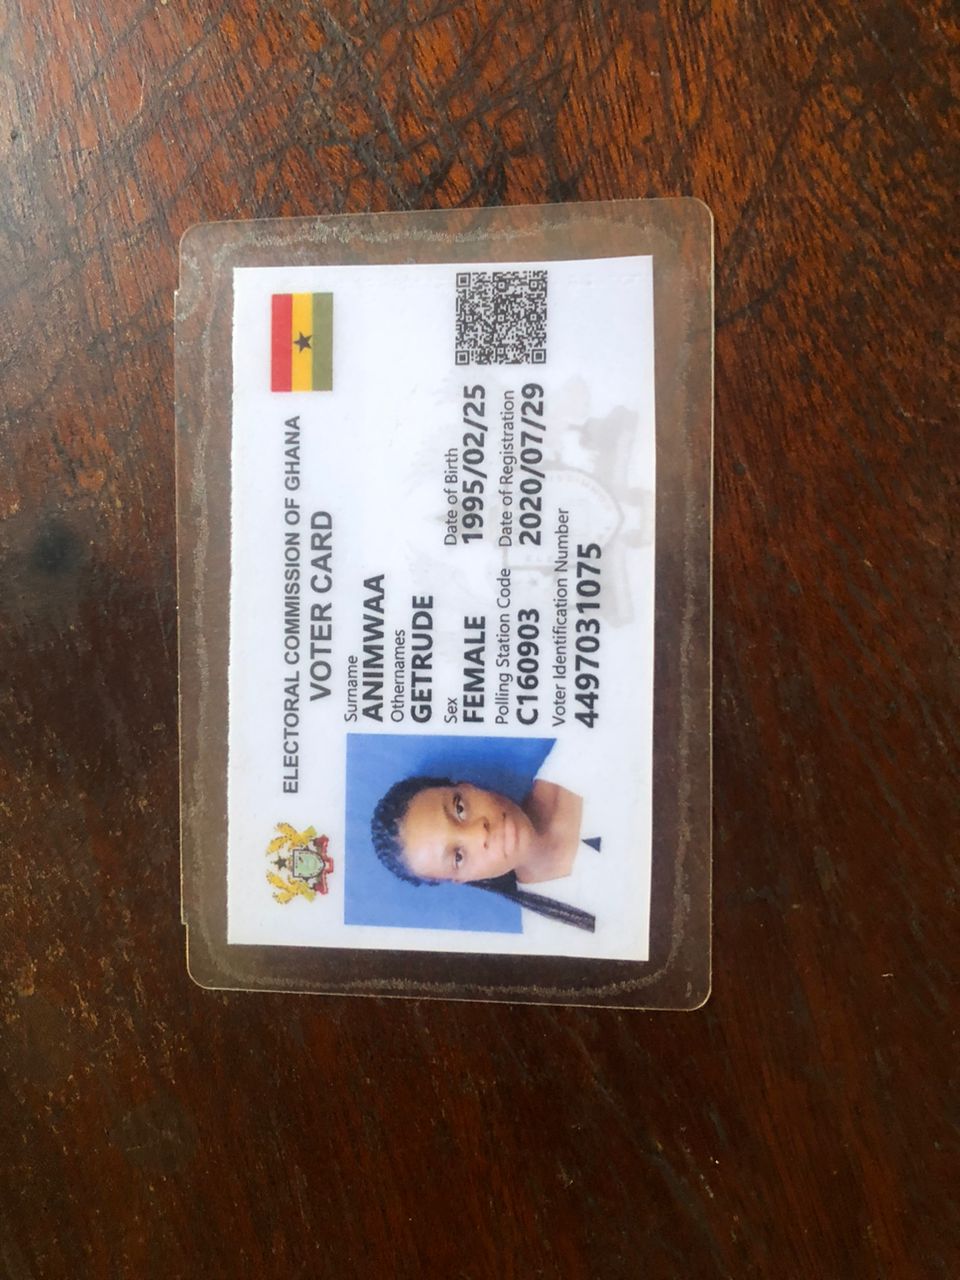 ELECTORAL COMMISSION OF GHANA
VOTER CARD
Surname
ANIMWAA
Othernames
GETRUDE
Sex
FEMALE
Date of Birth
1995/02/25
Polling Station Code
C160903
Date of Registration
2020/07/29
Voter Identification Number
4497031075